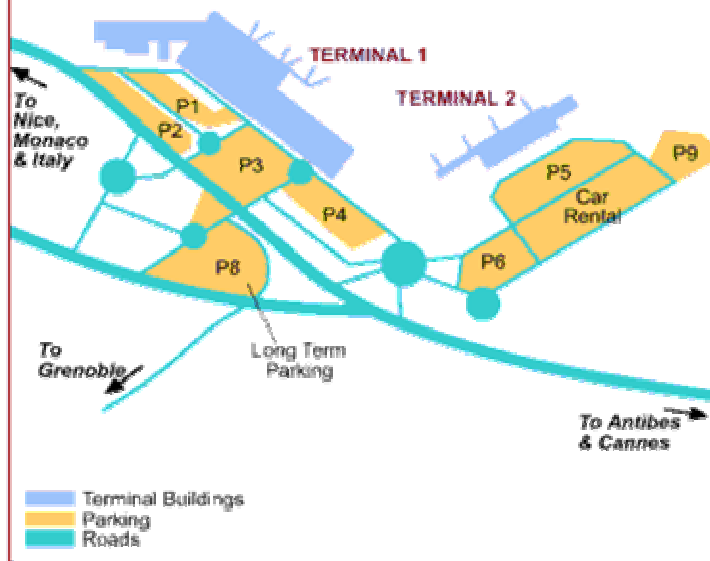 TERMINAL 1
TERMINAL 2
To
Nice,
Monaco
& Italy
P1
P2
P3
P4
P5
P9
Car
Rental
P6
P8
Long Term
Parking
To
Grenoble
To Antibes
& Cannes
Terminal Buildings
Parking
Roads